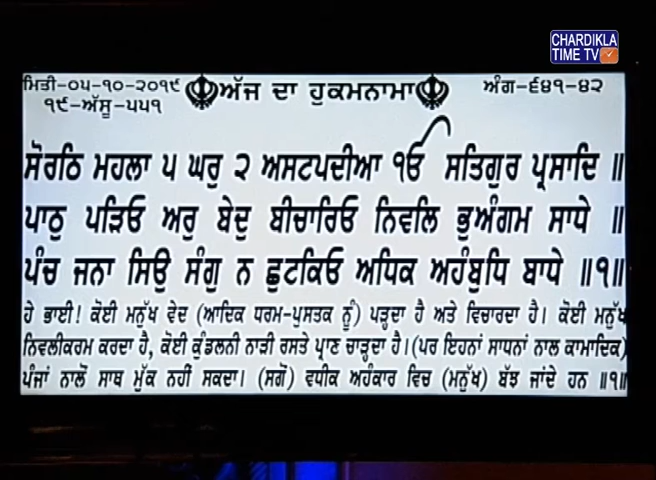 CHARDIKLA
TIME TV
ਮਿਤੀ-੦੫-੧੦-੨੦੧੯
ਅੱਜ ਦਾ ਹੁਕਮਨਾਮਾ
ਅੰਗ-੬੪੧-੪੨
੧੯-ਅੱਸੂ-੫੫੧
ਸੋਰਠਿ ਮਹਲਾ ੫ ਘਰੁ ੨ ਅਸਟਪਦੀਆ ੴ ਸਤਿਗੁਰ ਪ੍ਰਸਾਦਿ ॥
ਪਾਠੁ ਪੜਿਓ ਅਰੁ ਬੇਦੁ ਬੀਚਾਰਿਓ ਨਿਵਲਿ ਭੁਅੰਗਮ ਸਾਧੇ ॥
ਪੰਚ ਜਨਾ ਸਿਉ ਸੰਗੁ ਨ ਛੁਟਕਿਓ ਅਧਿਕ ਅਹੰਬੁਧਿ ਬਾਧੇ ॥੧॥
ਹੇ ਭਾਈ! ਕੋਈ ਮਨੁੱਖ ਵੇਦ (ਆਦਿਕ ਧਰਮ-ਪੁਸਤਕ ਨੂੰ) ਪੜ੍ਹਦਾ ਹੈ ਅਤੇ ਵਿਚਾਰਦਾ ਹੈ। ਕੋਈ ਮਨੁੱਖ
ਨਿਵਲੀਕਰਮ ਕਰਦਾ ਹੈ, ਕੋਈ ਕੁੰਡਲਨੀ ਨਾੜੀ ਰਸਤੇ ਪ੍ਰਾਣ ਚਾੜ੍ਹਦਾ ਹੈ।(ਪਰ ਇਹਨਾਂ ਸਾਧਨਾਂ ਨਾਲ ਕਾਮਾਦਿਕ)
ਪੰਜਾਂ ਨਾਲੋਂ ਸਾਥ ਮੁੱਕ ਨਹੀਂ ਸਕਦਾ। (ਸਗੋਂ) ਵਧੀਕ ਅਹੰਕਾਰ ਵਿਚ (ਮਨੁੱਖ) ਬੱਝ ਜਾਂਦੇ ਹਨ ॥੧॥